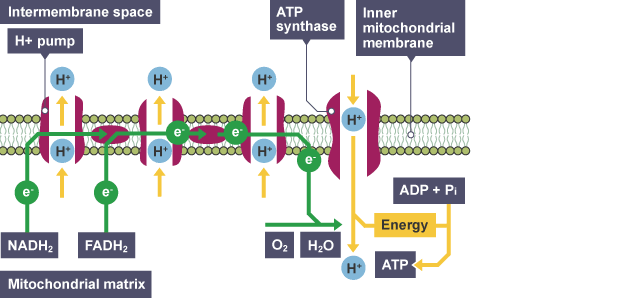 Intermembrane space
H+ pump
ATP
synthase
Inner
mitochondrial
membrane
H⁺
H⁺
H⁺
H⁺
e⁻
e⁻
H⁺
H⁺
H⁺
e⁻
e⁻
e⁻
ADP + Pi
Energy
NADH₂
FADH₂
O₂
H₂O
H⁺
ATP
Mitochondrial matrix